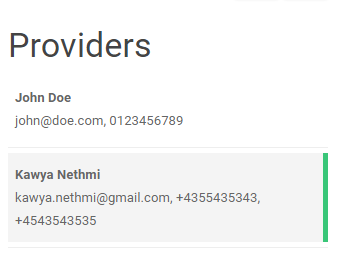 Providers
John Doe
john@doe.com, 0123456789
Kawya Nethmi
kawya.nethmi@gmail.com, +4355435343,
+4543543535